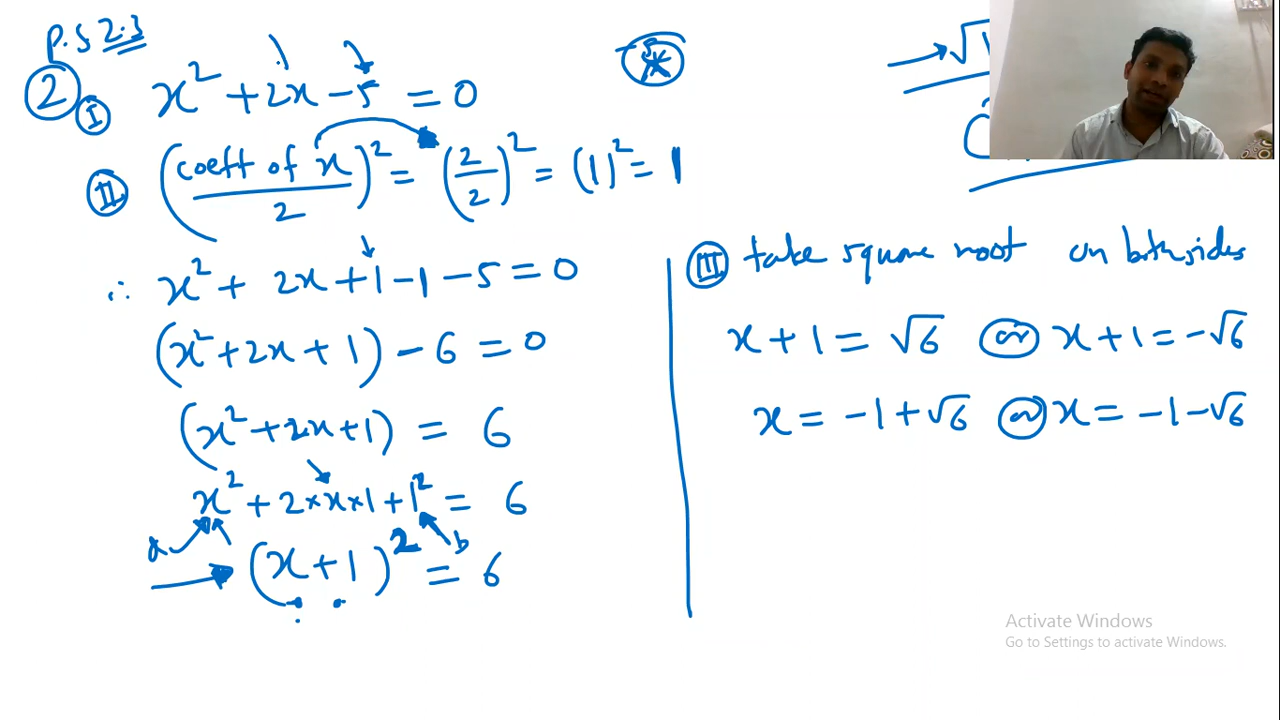 P.S 2.3
② Ⓘ x² + 2x - 5 = 0
Ⓘⓘ (coeft of x / 2)² = (2/2)² = (1)² = 1
∴ x² + 2x + 1 - 1 - 5 = 0
(x² + 2x + 1) - 6 = 0
(x² + 2x + 1) = 6
x² + 2 × x × 1 + 1² = 6
a b
(x + 1)² = 6
Ⓘⓘⓘ take square root on both sides
x + 1 = √6 or x + 1 = -√6
x = -1 + √6 or x = -1 - √6
Activate Windows
Go to Settings to activate Windows.